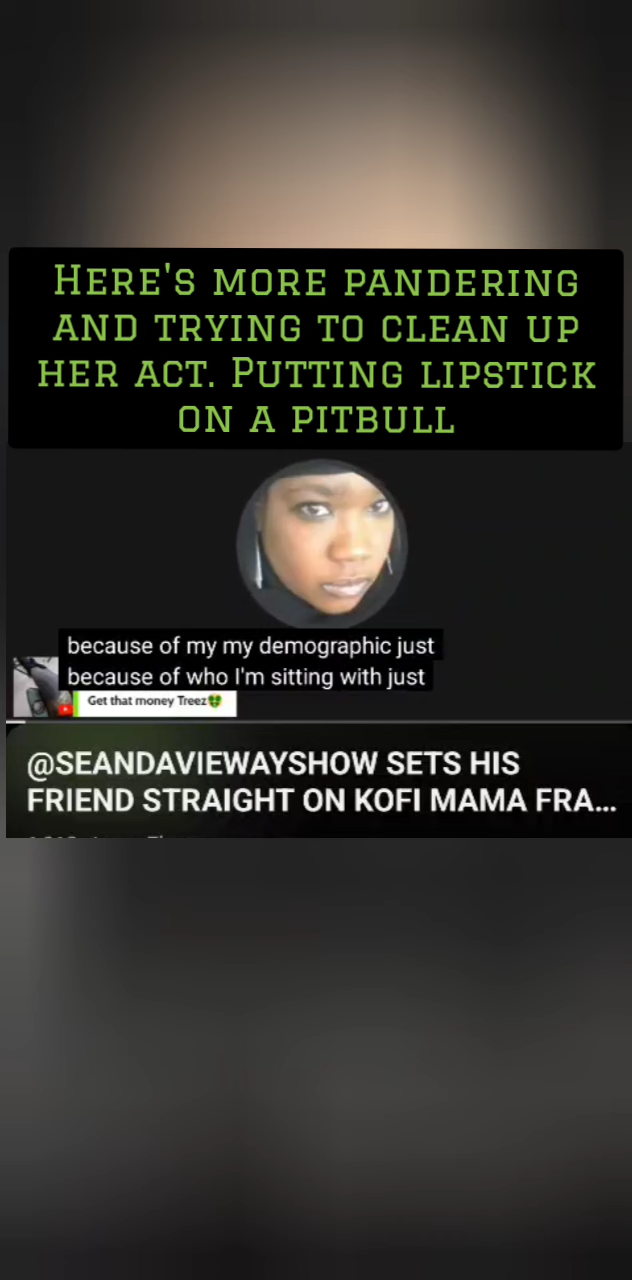 HERE'S MORE PANDERING
AND TRYING TO CLEAN UP
HER ACT. PUTTING LIPSTICK
ON A PITBULL
because of my my demographic just
because of who I'm sitting with just
Get that money Treez🤑
@SEANDAVIEWAYSHOW SETS HIS
FRIEND STRAIGHT ON KOFI MAMA FRA...